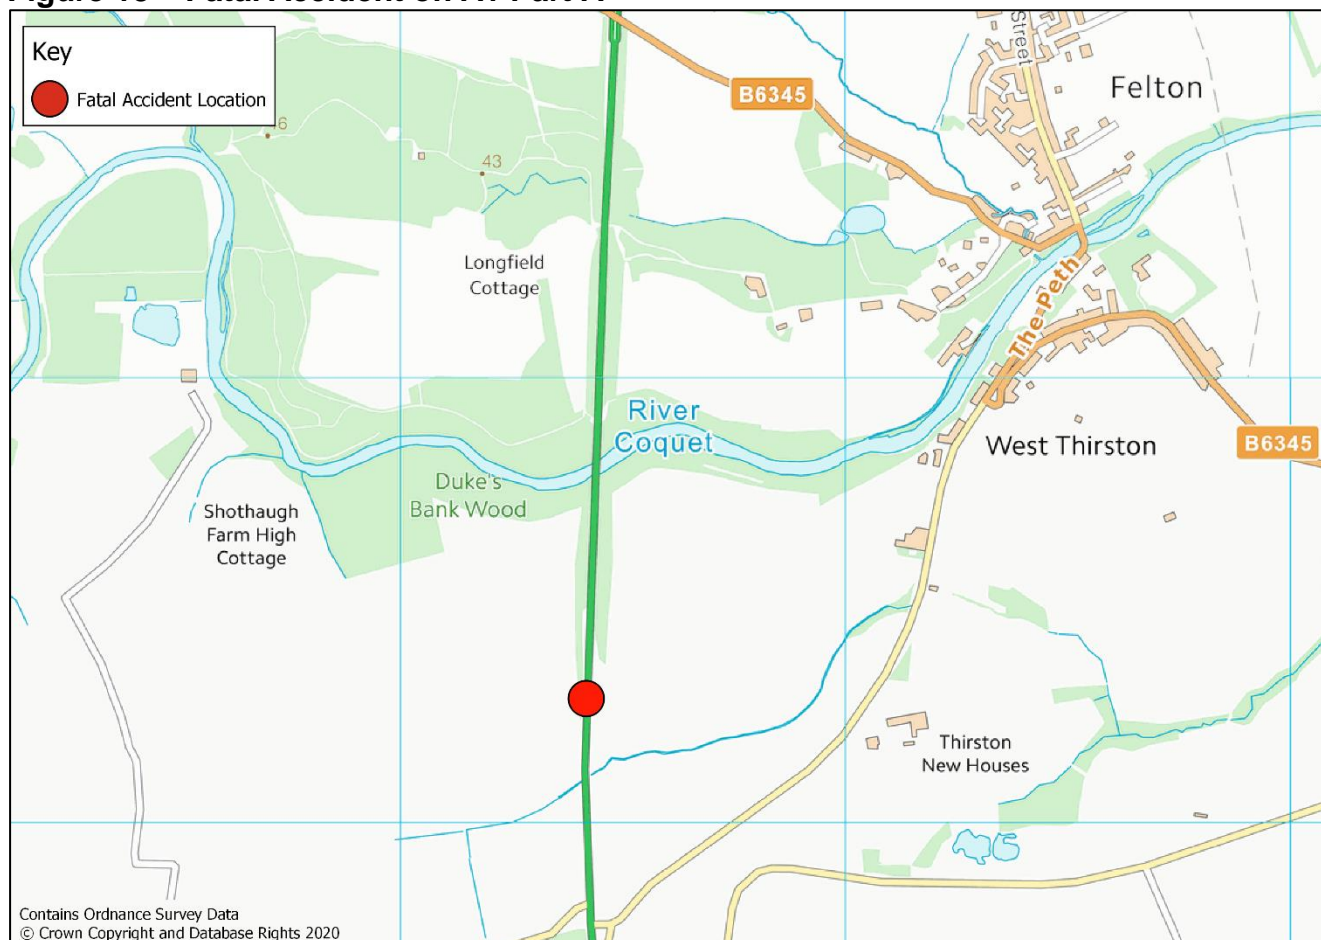 Key
Fatal Accident Location
Street
Felton
B6345
43
Longfield
Cottage
The Peth
River
Coquet
West Thirston
B6345
Duke's
Bank Wood
Shothaugh
Farm High
Cottage
Thirston
New Houses
Contains Ordnance Survey Data
© Crown Copyright and Database Rights 2020